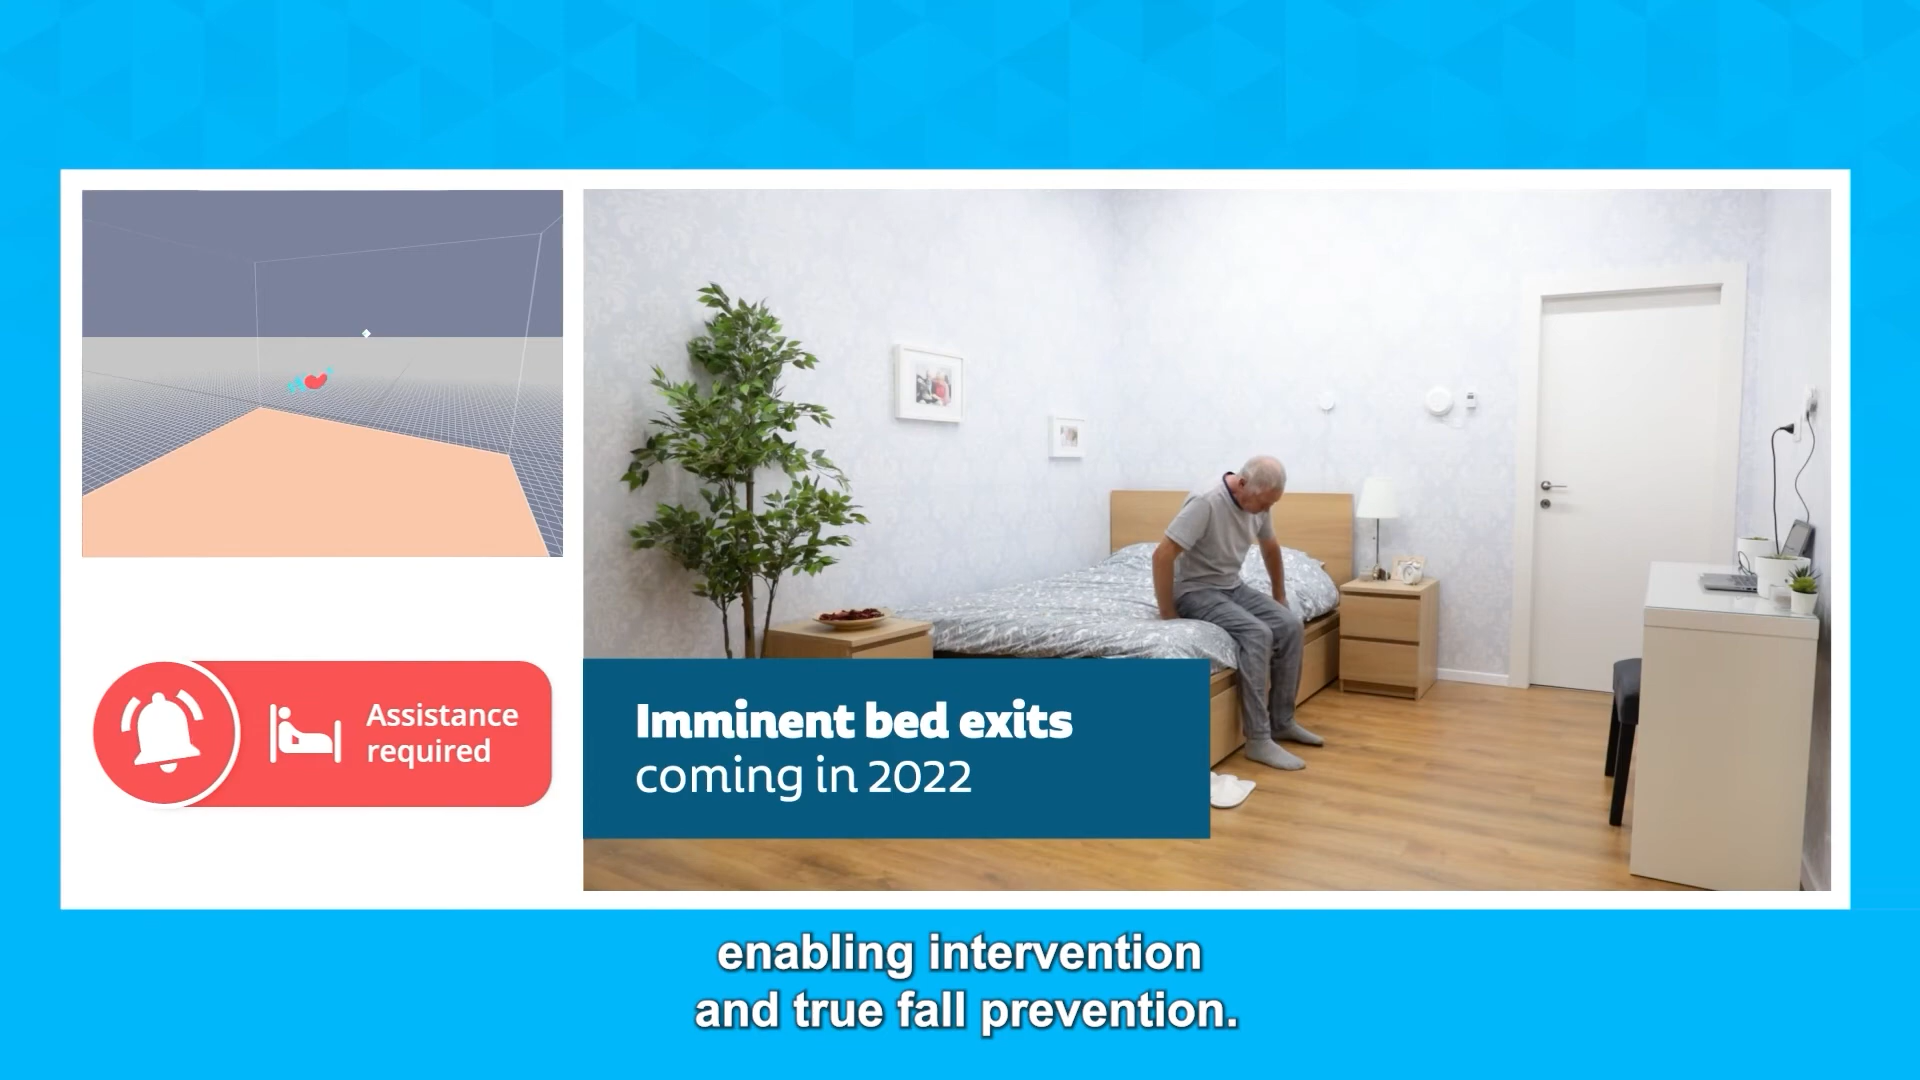 Assistance
required
Imminent bed exits
coming in 2022
enabling intervention
and true fall prevention.